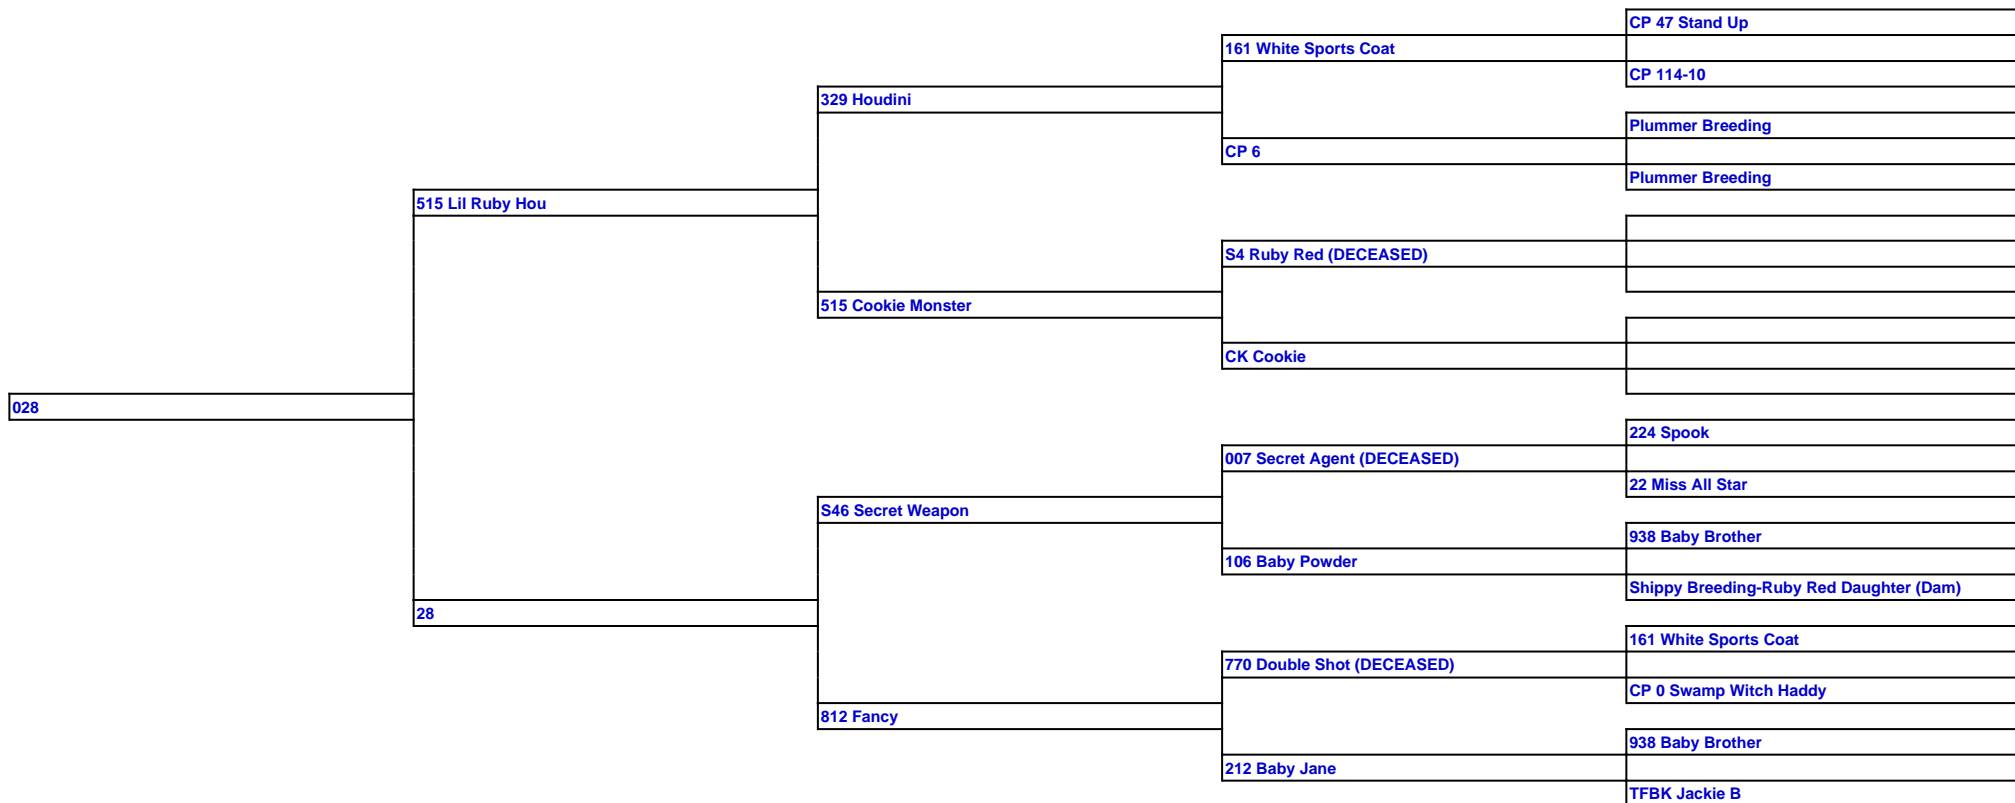 CP 47 Stand Up
161 White Sports Coat
CP 114-10
329 Houdini
Plummer Breeding
CP 6
Plummer Breeding
515 Lil Ruby Hou
S4 Ruby Red (DECEASED)
515 Cookie Monster
CK Cookie
028
224 Spook
007 Secret Agent (DECEASED)
22 Miss All Star
S46 Secret Weapon
938 Baby Brother
106 Baby Powder
Shippy Breeding-Ruby Red Daughter (Dam)
28
161 White Sports Coat
770 Double Shot (DECEASED)
CP 0 Swamp Witch Haddy
812 Fancy
938 Baby Brother
212 Baby Jane
TFBK Jackie B